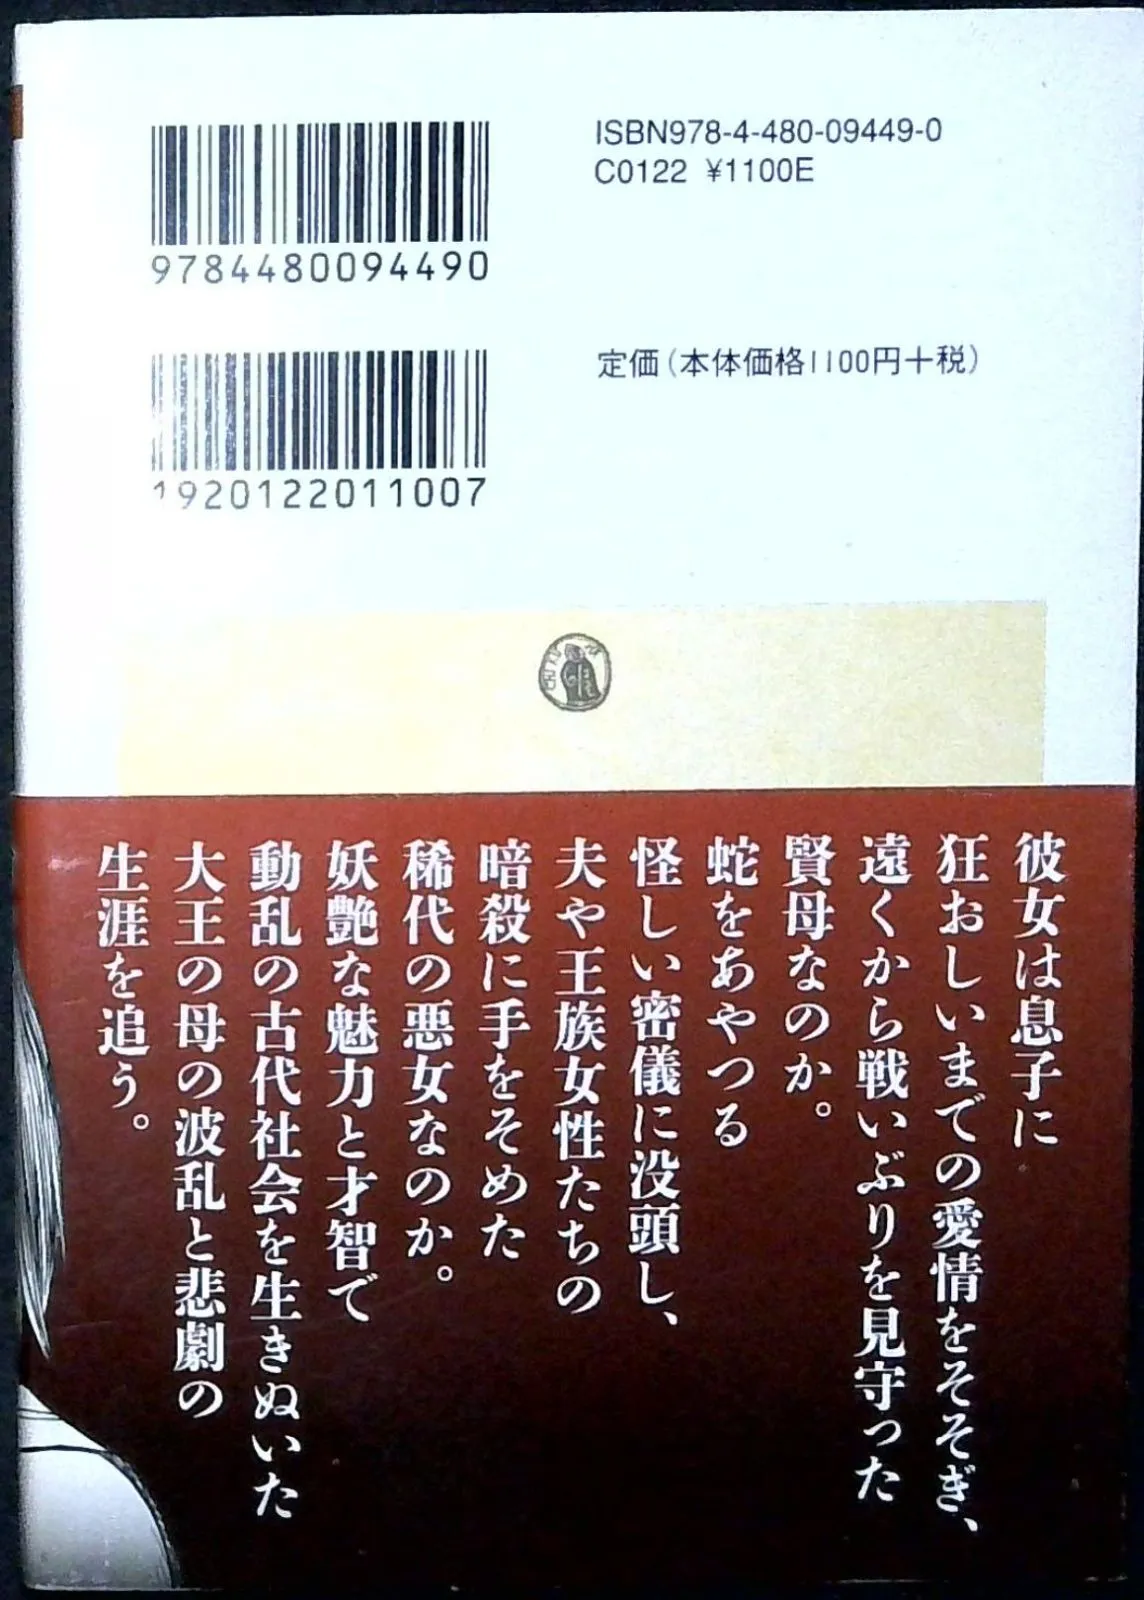 ISBN978-4-480-09449-0
C0122 ¥1100E
9784480094490
定価(本体価格1100円+税)
1920122011007
彼女は息子に
狂おしいまでの愛情をそそぎ、
遠くから戦いぶりを見守った
賢母なのか。
蛇をあやつる
怪しい密儀に没頭し、
夫や王族女性たちの
暗殺に手をそめた
稀代の悪女なのか。
妖艶な魅力と才智で
動乱の古代社会を生きぬいた
大王の母の波乱と悲劇の
生涯を追う。